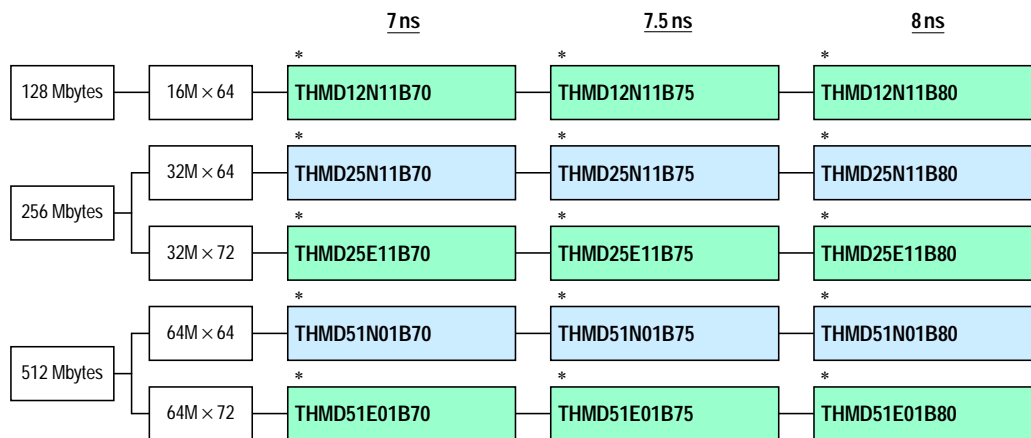 7 ns 7.5 ns 8 ns
* * *
128 Mbytes 16M × 64 THMD12N11B70 THMD12N11B75 THMD12N11B80
* * *
32M × 64 THMD25N11B70 THMD25N11B75 THMD25N11B80
256 Mbytes
* * *
32M × 72 THMD25E11B70 THMD25E11B75 THMD25E11B80
* * *
64M × 64 THMD51N01B70 THMD51N01B75 THMD51N01B80
512 Mbytes
* * *
64M × 72 THMD51E01B70 THMD51E01B75 THMD51E01B80